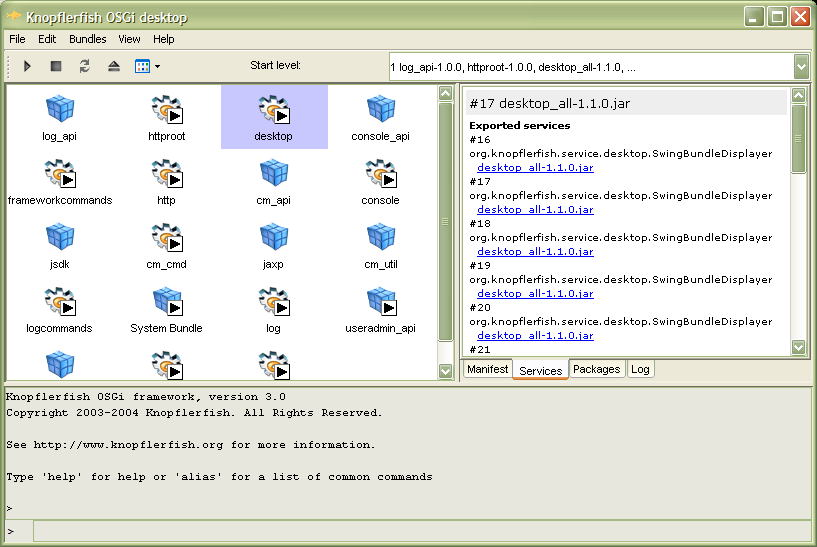 Knopflerfish OSGi desktop
File Edit Bundles View Help
Start level:
1 log_api-1.0.0, httproot-1.0.0, desktop_all-1.1.0, ...
log_api httproot desktop console_api
frameworkcommands http cm_api console
jsdk cm_cmd jaxp cm_util
logcommands System Bundle log useradmin_api
#17 desktop_all-1.1.0.jar
Exported services
#16
org.knopflerfish.service.desktop.SwingBundleDisplayer
desktop_all-1.1.0.jar
#17
org.knopflerfish.service.desktop.SwingBundleDisplayer
desktop_all-1.1.0.jar
#18
org.knopflerfish.service.desktop.SwingBundleDisplayer
desktop_all-1.1.0.jar
#19
org.knopflerfish.service.desktop.SwingBundleDisplayer
desktop_all-1.1.0.jar
#20
org.knopflerfish.service.desktop.SwingBundleDisplayer
desktop_all-1.1.0.jar
#21
Manifest Services Packages Log
Knopflerfish OSGi framework, version 3.0
Copyright 2003-2004 Knopflerfish. All Rights Reserved.
See http://www.knopflerfish.org for more information.
Type 'help' for help or 'alias' for a list of common commands
>
>